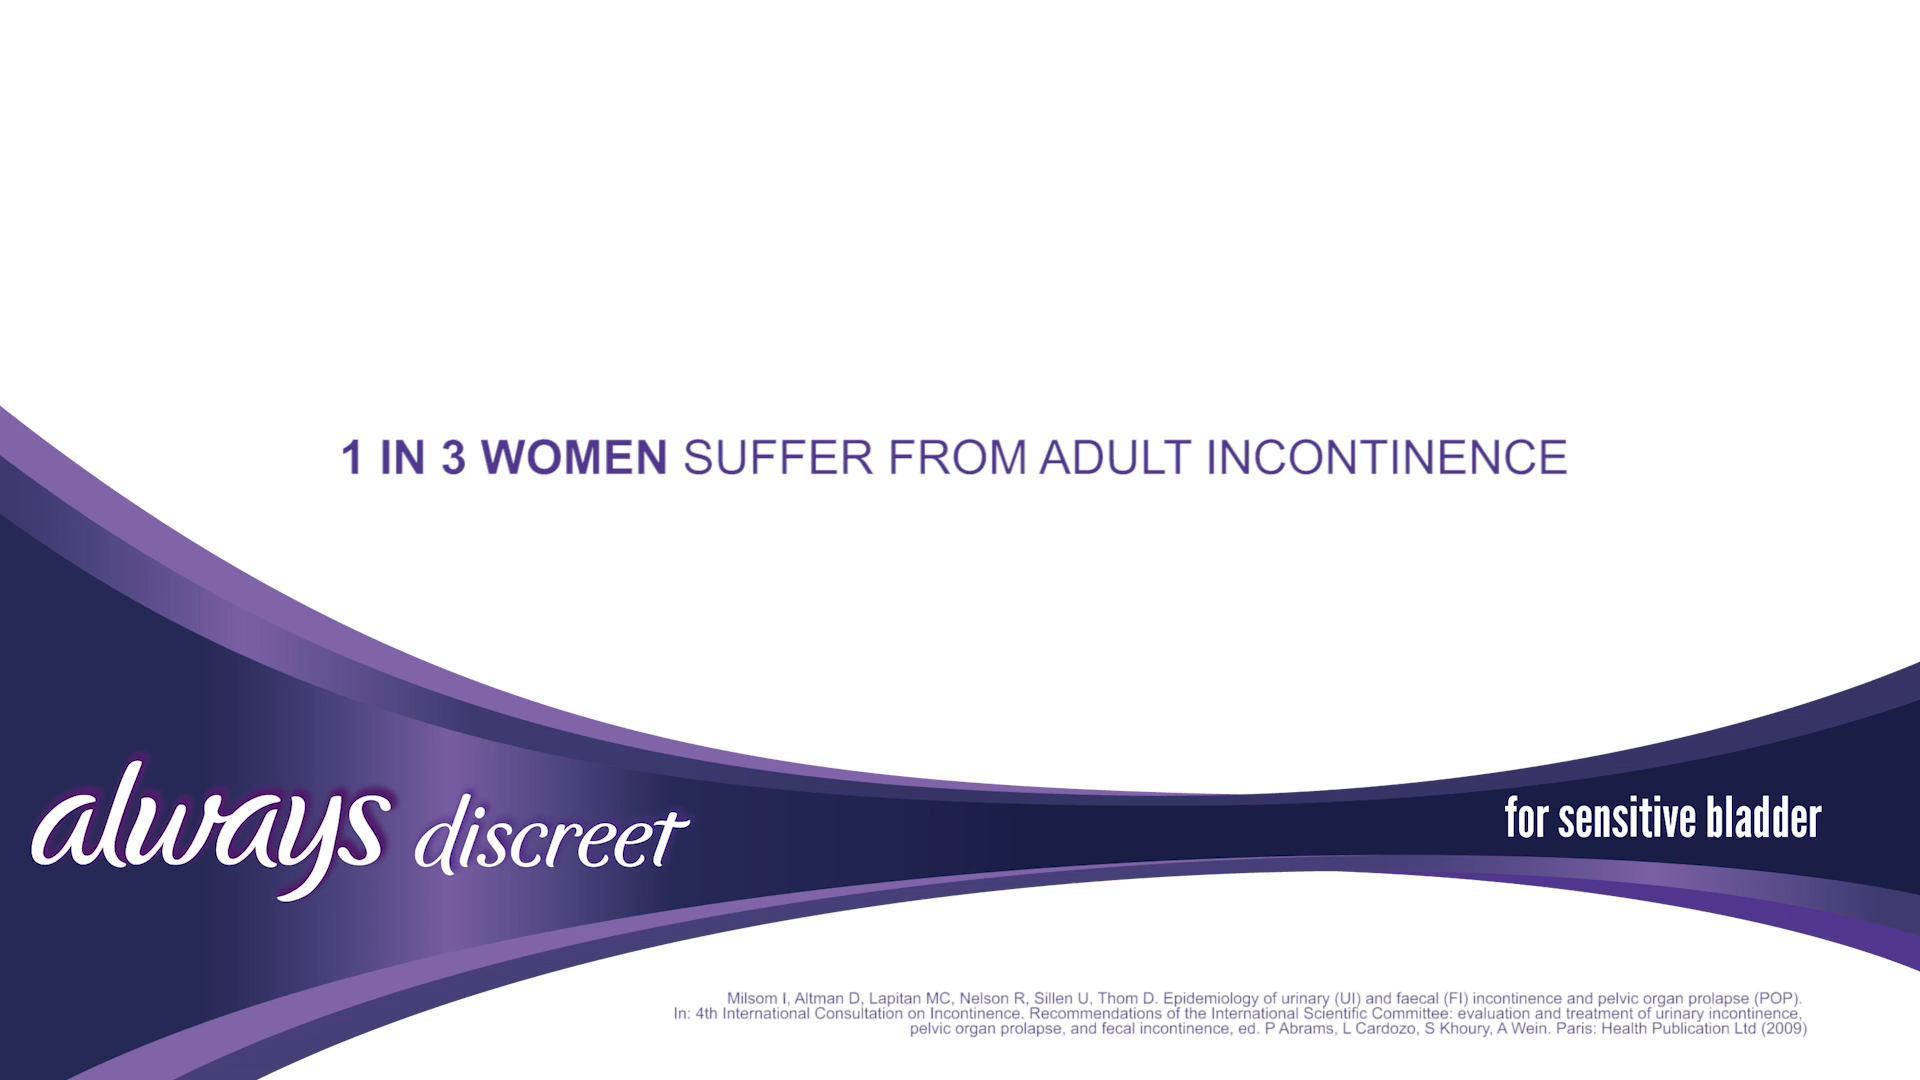 1 IN 3 WOMEN SUFFER FROM ADULT INCONTINENCE
always discreet
for sensitive bladder
Milsom I, Altman D, Lapitan MC, Nelson R, Sillen U, Thom D. Epidemiology of urinary (UI) and faecal (FI) incontinence and pelvic organ prolapse (POP).
In: 4th International Consultation on Incontinence. Recommendations of the International Scientific Committee: evaluation and treatment of urinary incontinence,
pelvic organ prolapse, and fecal incontinence, ed. P Abrams, L Cardozo, S Khoury, A Wein. Paris: Health Publication Ltd (2009)